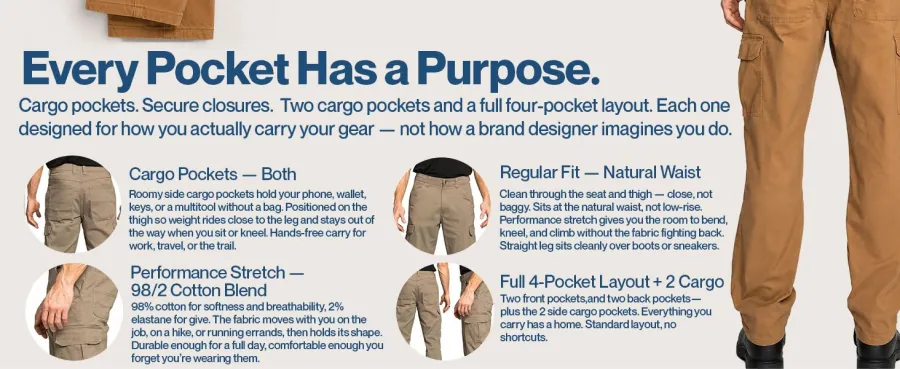 Every Pocket Has a Purpose.
Cargo pockets. Secure closures. Two cargo pockets and a full four-pocket layout. Each one
designed for how you actually carry your gear — not how a brand designer imagines you do.
Cargo Pockets — Both
Roomy side cargo pockets hold your phone, wallet,
keys, or a multitool without a bag. Positioned on the
thigh so weight rides close to the leg and stays out of
the way when you sit or kneel. Hands-free carry for
work, travel, or the trail.
Regular Fit — Natural Waist
Clean through the seat and thigh — close, not
baggy. Sits at the natural waist, not low-rise.
Performance stretch gives you the room to bend,
kneel, and climb without the fabric fighting back.
Straight leg sits cleanly over boots or sneakers.
Performance Stretch —
98/2 Cotton Blend
98% cotton for softness and breathability, 2%
elastane for give. The fabric moves with you on the
job, on a hike, or running errands, then holds its shape.
Durable enough for a full day, comfortable enough you
forget you're wearing them.
Full 4-Pocket Layout + 2 Cargo
Two front pockets,and two back pockets—
plus the 2 side cargo pockets. Everything you
carry has a home. Standard layout, no
shortcuts.